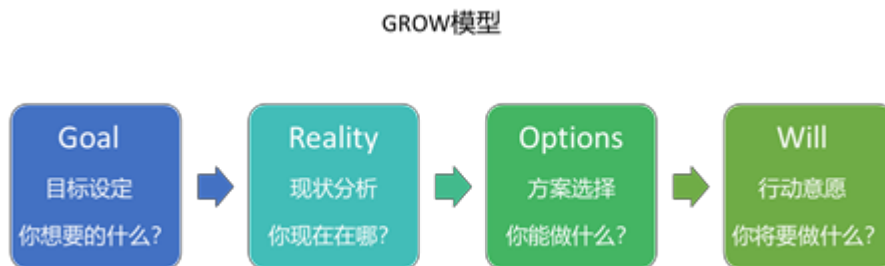 GROW模型
Goal
目标设定
你想要的什么?
Reality
现状分析
你现在在哪?
Options
方案选择
你能做什么?
Will
行动意愿
你将要做什么?